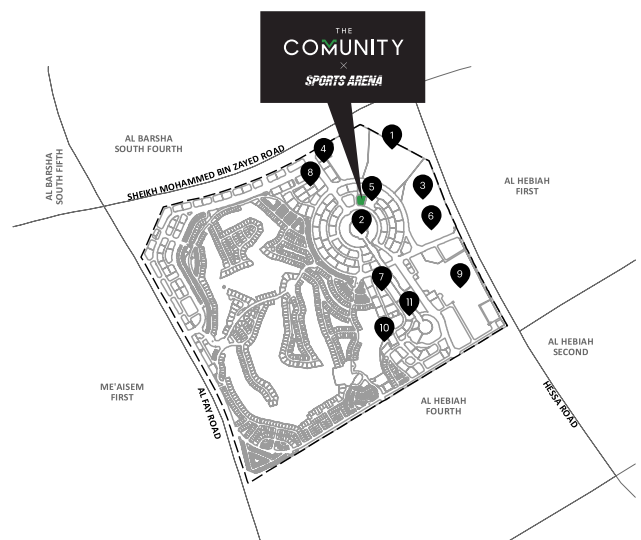 THE
COMUNITY
×
SPORTS ARENA
AL BARSHA
SOUTH FOURTH
AL BARSHA
SOUTH FIFTH
SHEIKH MOHAMMED BIN ZAYED ROAD
4
1
8
5
3
AL HEBIAH
FIRST
2
6
7
9
11
10
AL HEBIAH
SECOND
ME'AISEM
FIRST
AL FAY ROAD
AL HEBIAH
FOURTH
HESSA ROAD